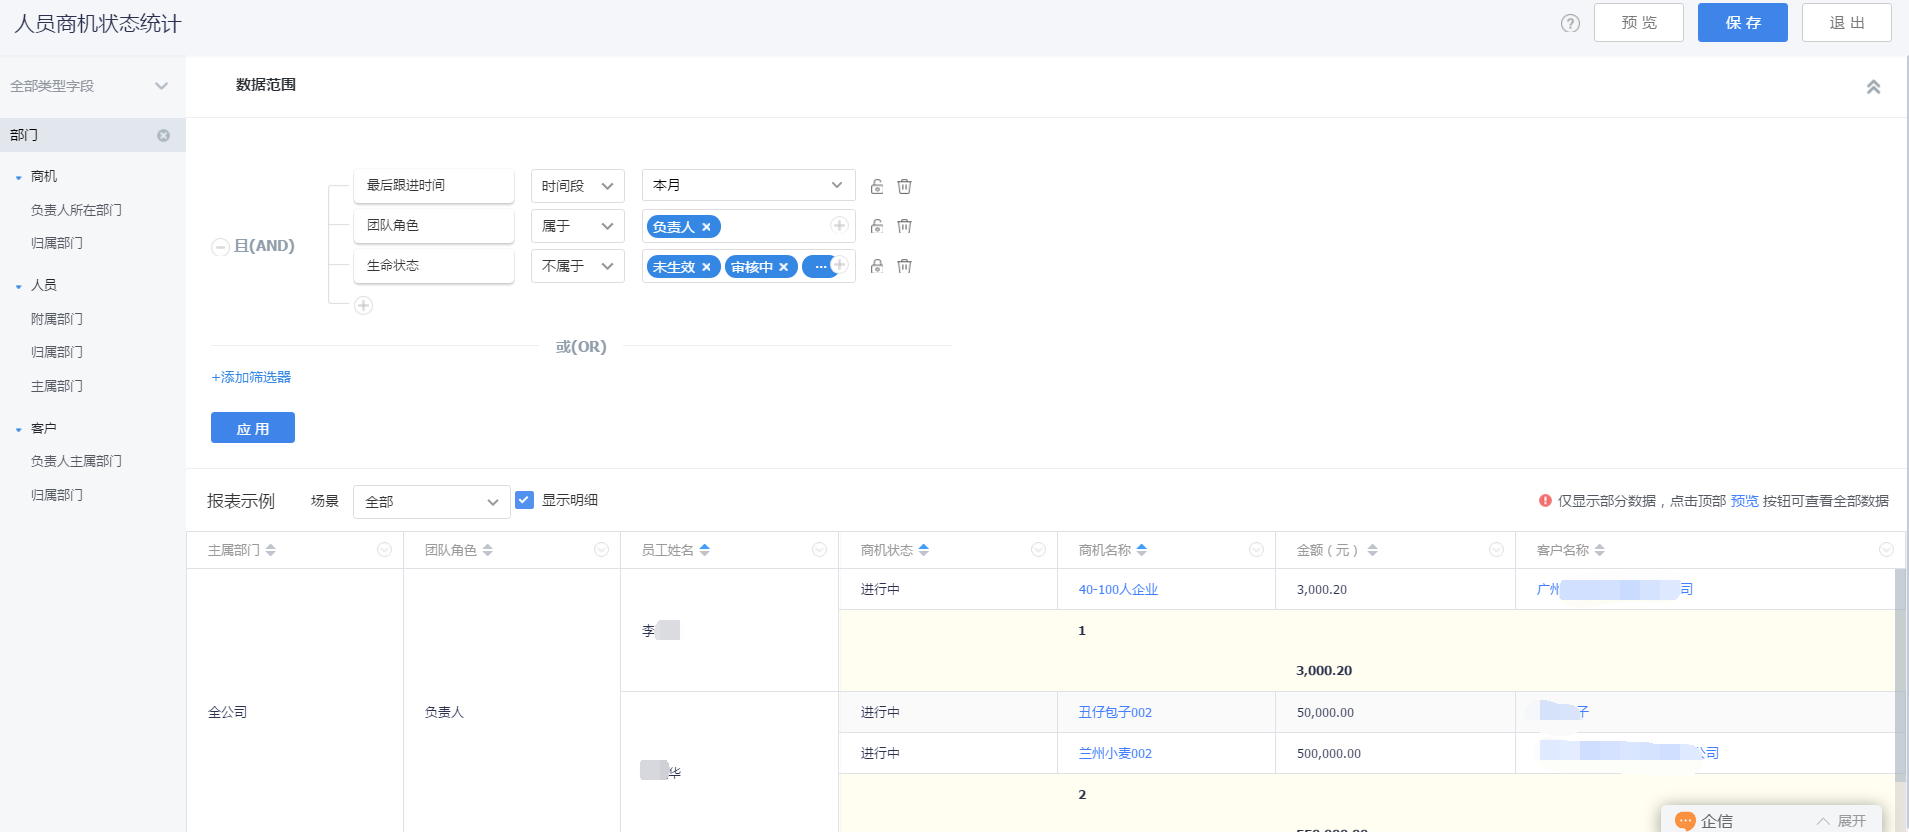 人员商机状态统计
预 览
保 存
退 出
全部类型字段
部门
商机
负责人所在部门
归属部门
人员
附属部门
归属部门
主属部门
客户
负责人主属部门
归属部门
数据范围
且(AND)
最后跟进时间 时间段 本月
团队角色 属于 负责人 ×
生命状态 不属于 未生效 × 审核中 × ...
或(OR)
+添加筛选器
应 用
报表示例 场景 全部 显示明细
仅显示部分数据，点击顶部 预览 按钮可查看全部数据
主属部门 团队角色 员工姓名 商机状态 商机名称 金额（元） 客户名称
进行中 40-100人企业 3,000.20 广州 司
李
1
3,000.20
全公司 负责人 进行中 丑仔包子002 50,000.00 子
进行中 兰州小麦002 500,000.00 公司
华
2
企信 展开